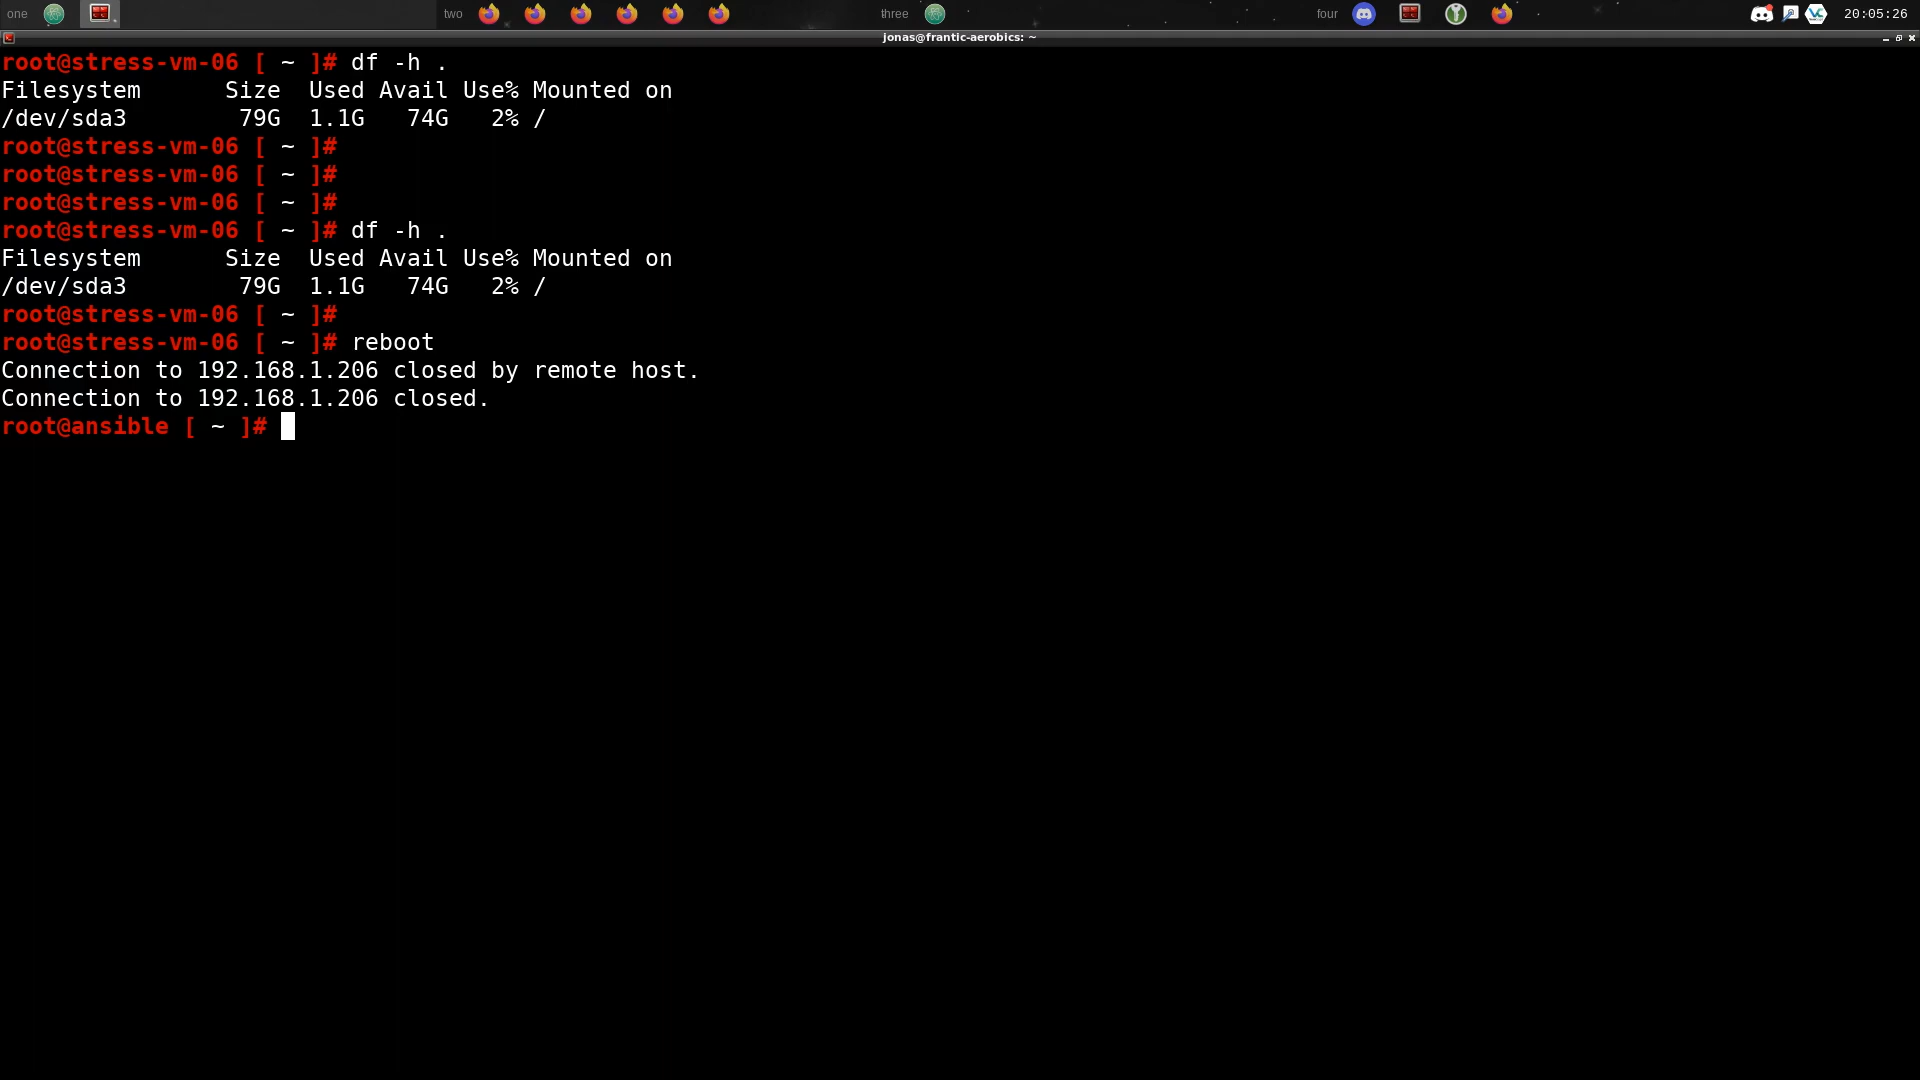 one two three four 20:05:26
jonas@frantic-aerobics: ~
root@stress-vm-06 [ ~ ]# df -h .
Filesystem      Size  Used Avail Use% Mounted on
/dev/sda3        79G  1.1G   74G   2% /
root@stress-vm-06 [ ~ ]#
root@stress-vm-06 [ ~ ]#
root@stress-vm-06 [ ~ ]#
root@stress-vm-06 [ ~ ]# df -h .
Filesystem      Size  Used Avail Use% Mounted on
/dev/sda3        79G  1.1G   74G   2% /
root@stress-vm-06 [ ~ ]#
root@stress-vm-06 [ ~ ]# reboot
Connection to 192.168.1.206 closed by remote host.
Connection to 192.168.1.206 closed.
root@ansible [ ~ ]#